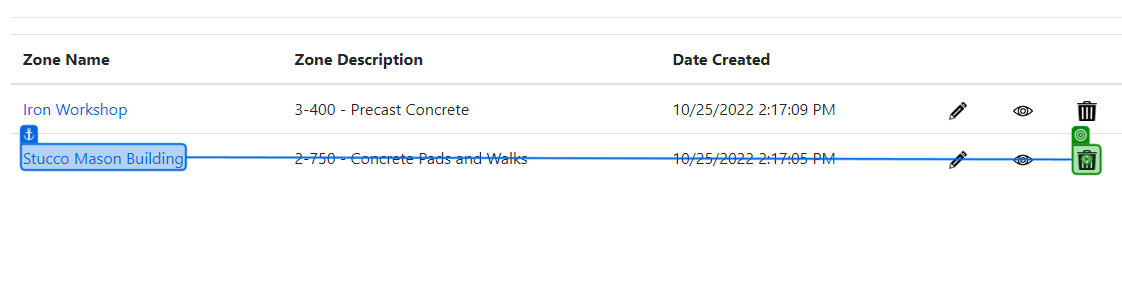 Zone Name Zone Description Date Created
Iron Workshop 3-400 - Precast Concrete 10/25/2022 2:17:09 PM
Stucco Mason Building 2-750 - Concrete Pads and Walks 10/25/2022 2:17:05 PM